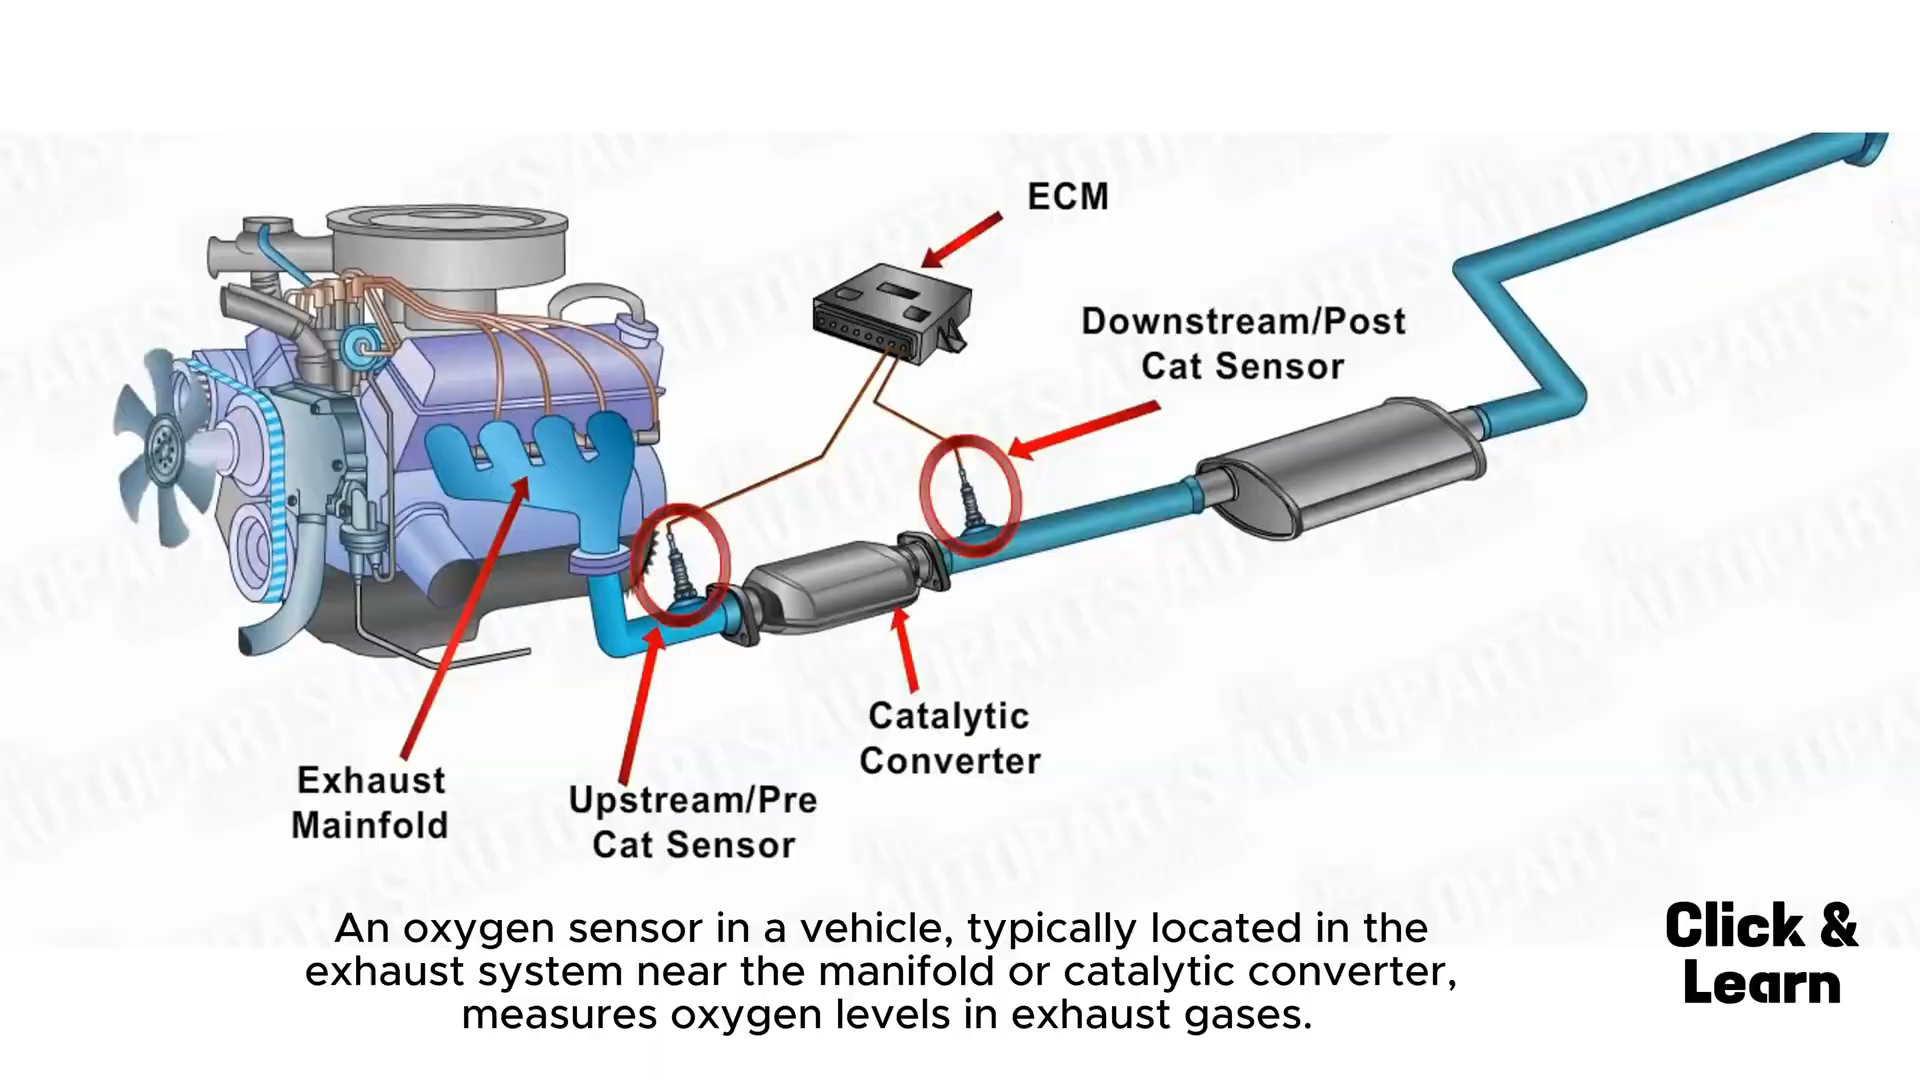 ECM
Downstream/Post
Cat Sensor
Catalytic
Converter
Exhaust
Mainfold
Upstream/Pre
Cat Sensor
An oxygen sensor in a vehicle, typically located in the
exhaust system near the manifold or catalytic converter,
measures oxygen levels in exhaust gases.
Click &
Learn